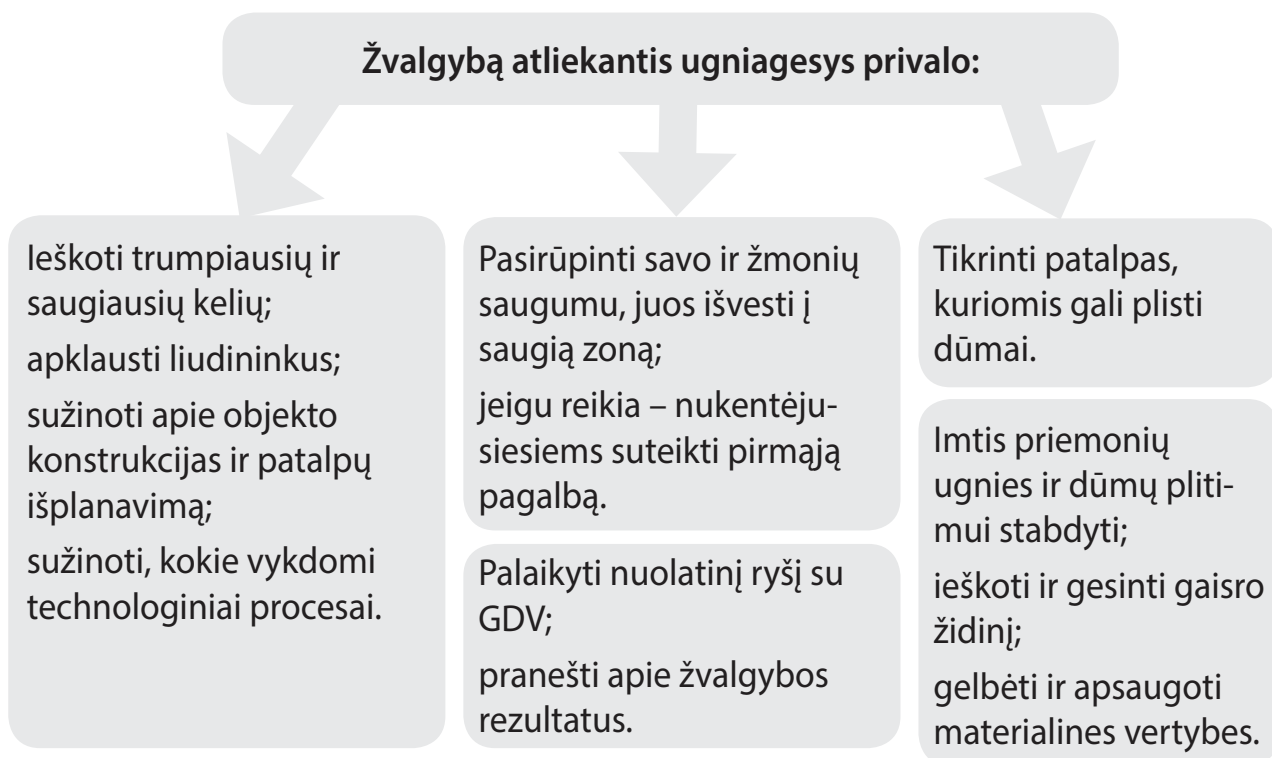 Žvalgybą atliekantis ugniagesys privalo:
Ieškoti trumpiausių ir
saugiausių kelių;
apklausti liudininkus;
sužinoti apie objekto
konstrukcijas ir patalpų
išplanavimą;
sužinoti, kokie vykdomi
technologiniai procesai.
Pasirūpinti savo ir žmonių
saugumu, juos išvesti į
saugią zoną;
jeigu reikia – nukentėju-
siesiems suteikti pirmąją
pagalbą.
Palaikyti nuolatinį ryšį su
GDV;
pranešti apie žvalgybos
rezultatus.
Tikrinti patalpas,
kuriomis gali plisti
dūmai.
Imtis priemonių
ugnies ir dūmų pliti-
mui stabdyti;
ieškoti ir gesinti gaisro
židinį;
gelbėti ir apsaugoti
materialines vertybes.